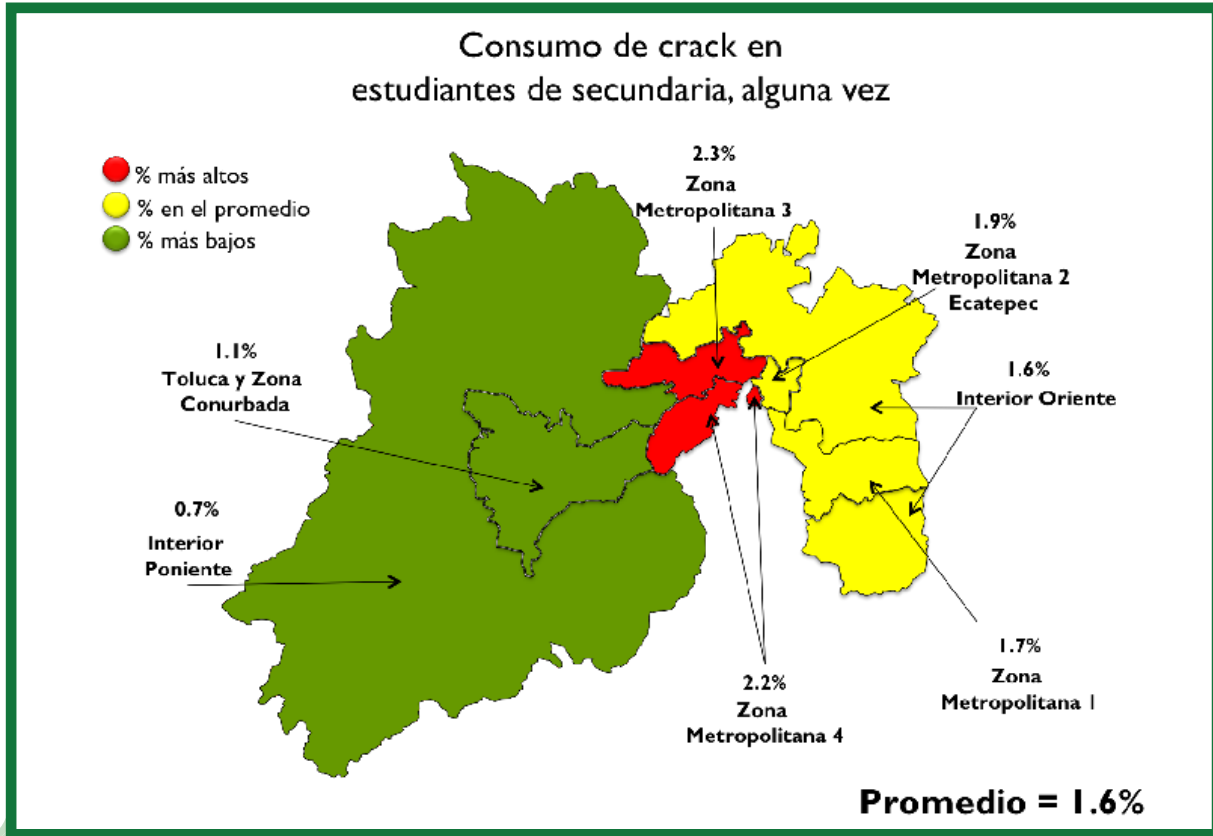 Consumo de crack en
estudiantes de secundaria, alguna vez
% más altos
% en el promedio
% más bajos
2.3%
Zona
Metropolitana 3
1.9%
Zona
Metropolitana 2
Ecatepec
1.1%
Toluca y Zona
Conurbada
1.6%
Interior Oriente
0.7%
Interior
Poniente
2.2%
Zona
Metropolitana 4
1.7%
Zona
Metropolitana 1
Promedio = 1.6%